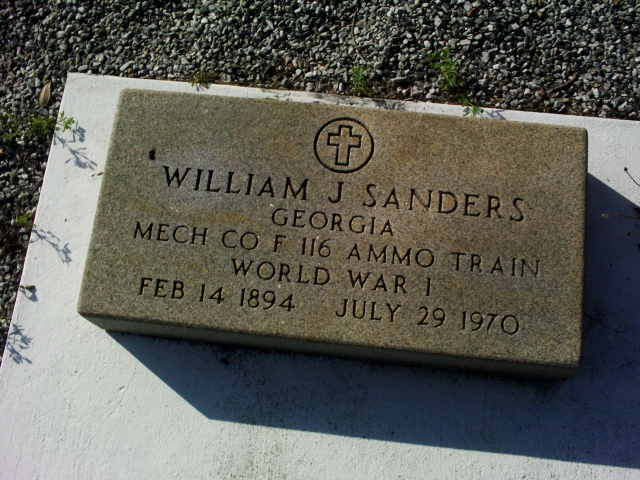 WILLIAM J SANDERS
GEORGIA
MECH CO F 116 AMMO TRAIN
WORLD WAR I
FEB 14 1894 JULY 29 1970